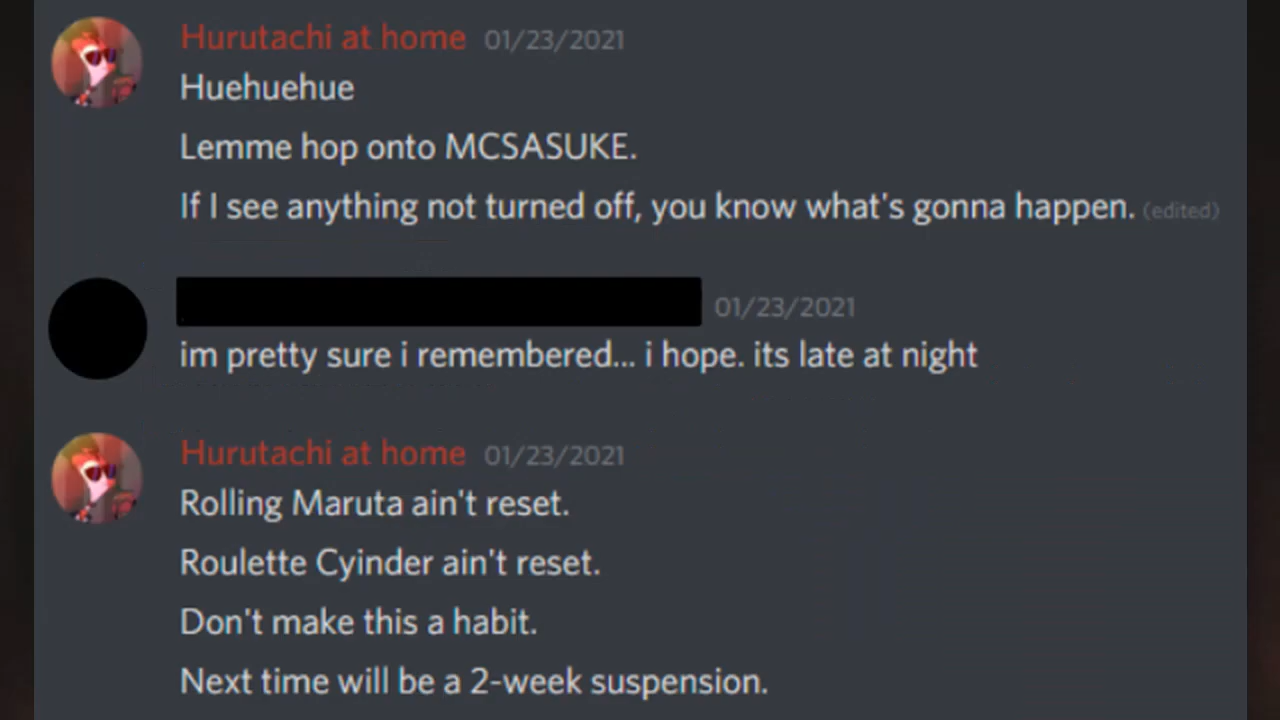 Hurutachi at home 01/23/2021
Huehuehue
Lemme hop onto MCSASUKE.
If I see anything not turned off, you know what's gonna happen. (edited)
01/23/2021
im pretty sure i remembered... i hope. its late at night
Hurutachi at home 01/23/2021
Rolling Maruta ain't reset.
Roulette Cyinder ain't reset.
Don't make this a habit.
Next time will be a 2-week suspension.